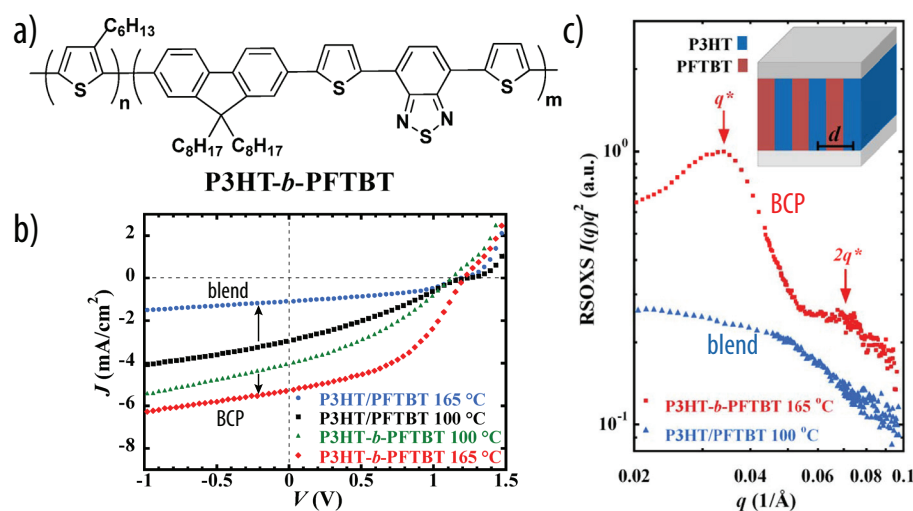 a)
C₆H₁₃
S
n
C₈H₁₇
C₈H₁₇
S
N
S
N
S
m
P3HT-b-PFTBT
b)
2
0
-2
-4
-6
-8
J (mA/cm²)
blend
BCP
P3HT/PFTBT 165 °C
P3HT/PFTBT 100 °C
P3HT-b-PFTBT 100 °C
P3HT-b-PFTBT 165 °C
-1
-0.5
0
0.5
1
1.5
V (V)
c)
P3HT
PFTBT
d
q*
BCP
2q*
blend
10⁰
10⁻¹
RSOXS I(q)q² (a.u.)
P3HT-b-PFTBT 165 °C
P3HT/PFTBT 100 °C
0.02
0.04
0.06
0.08
0.1
q (1/Å)